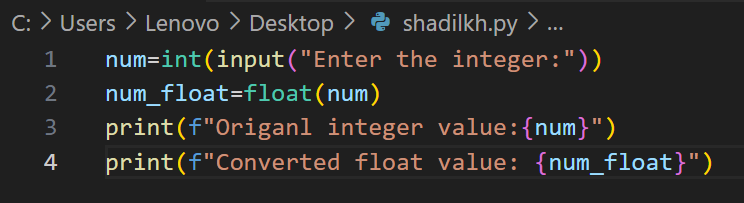 C: > Users > Lenovo > Desktop > shadilkh.py > ...
1 num=int(input("Enter the integer:"))
2 num_float=float(num)
3 print(f"Origanl integer value:{num}")
4 print(f"Converted float value: {num_float}")